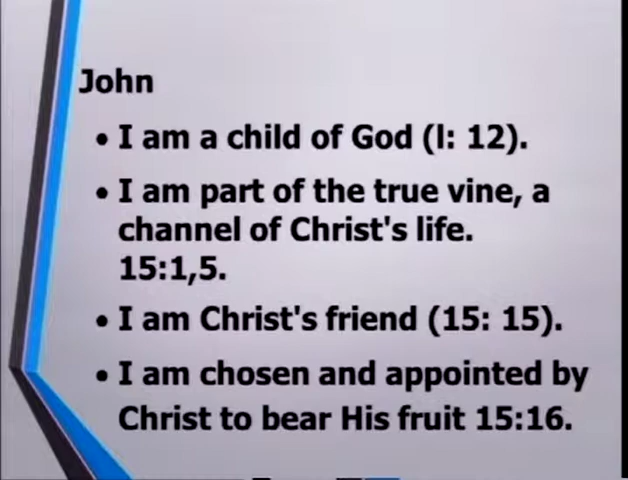 John
• I am a child of God (l: 12).
• I am part of the true vine, a
channel of Christ's life.
15:1,5.
• I am Christ's friend (15: 15).
• I am chosen and appointed by
Christ to bear His fruit 15:16.